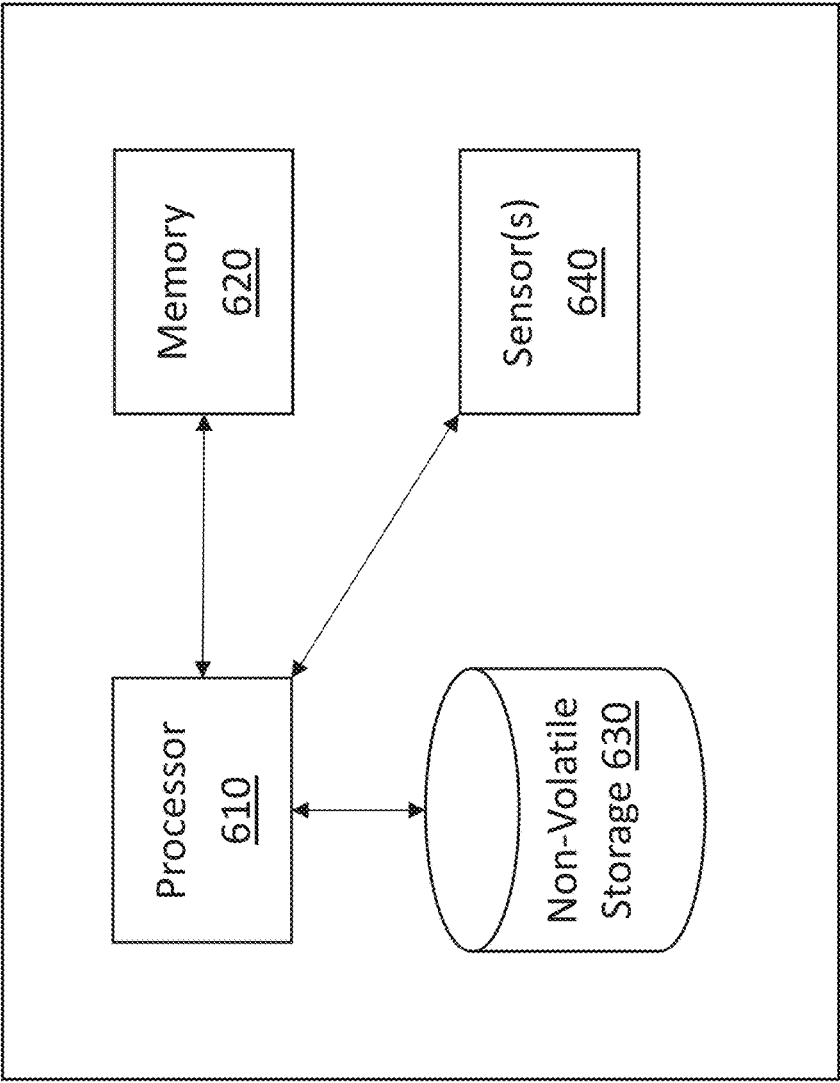 Processor
610
Memory
620
Non-Volatile
Storage 630
Sensor(s)
640